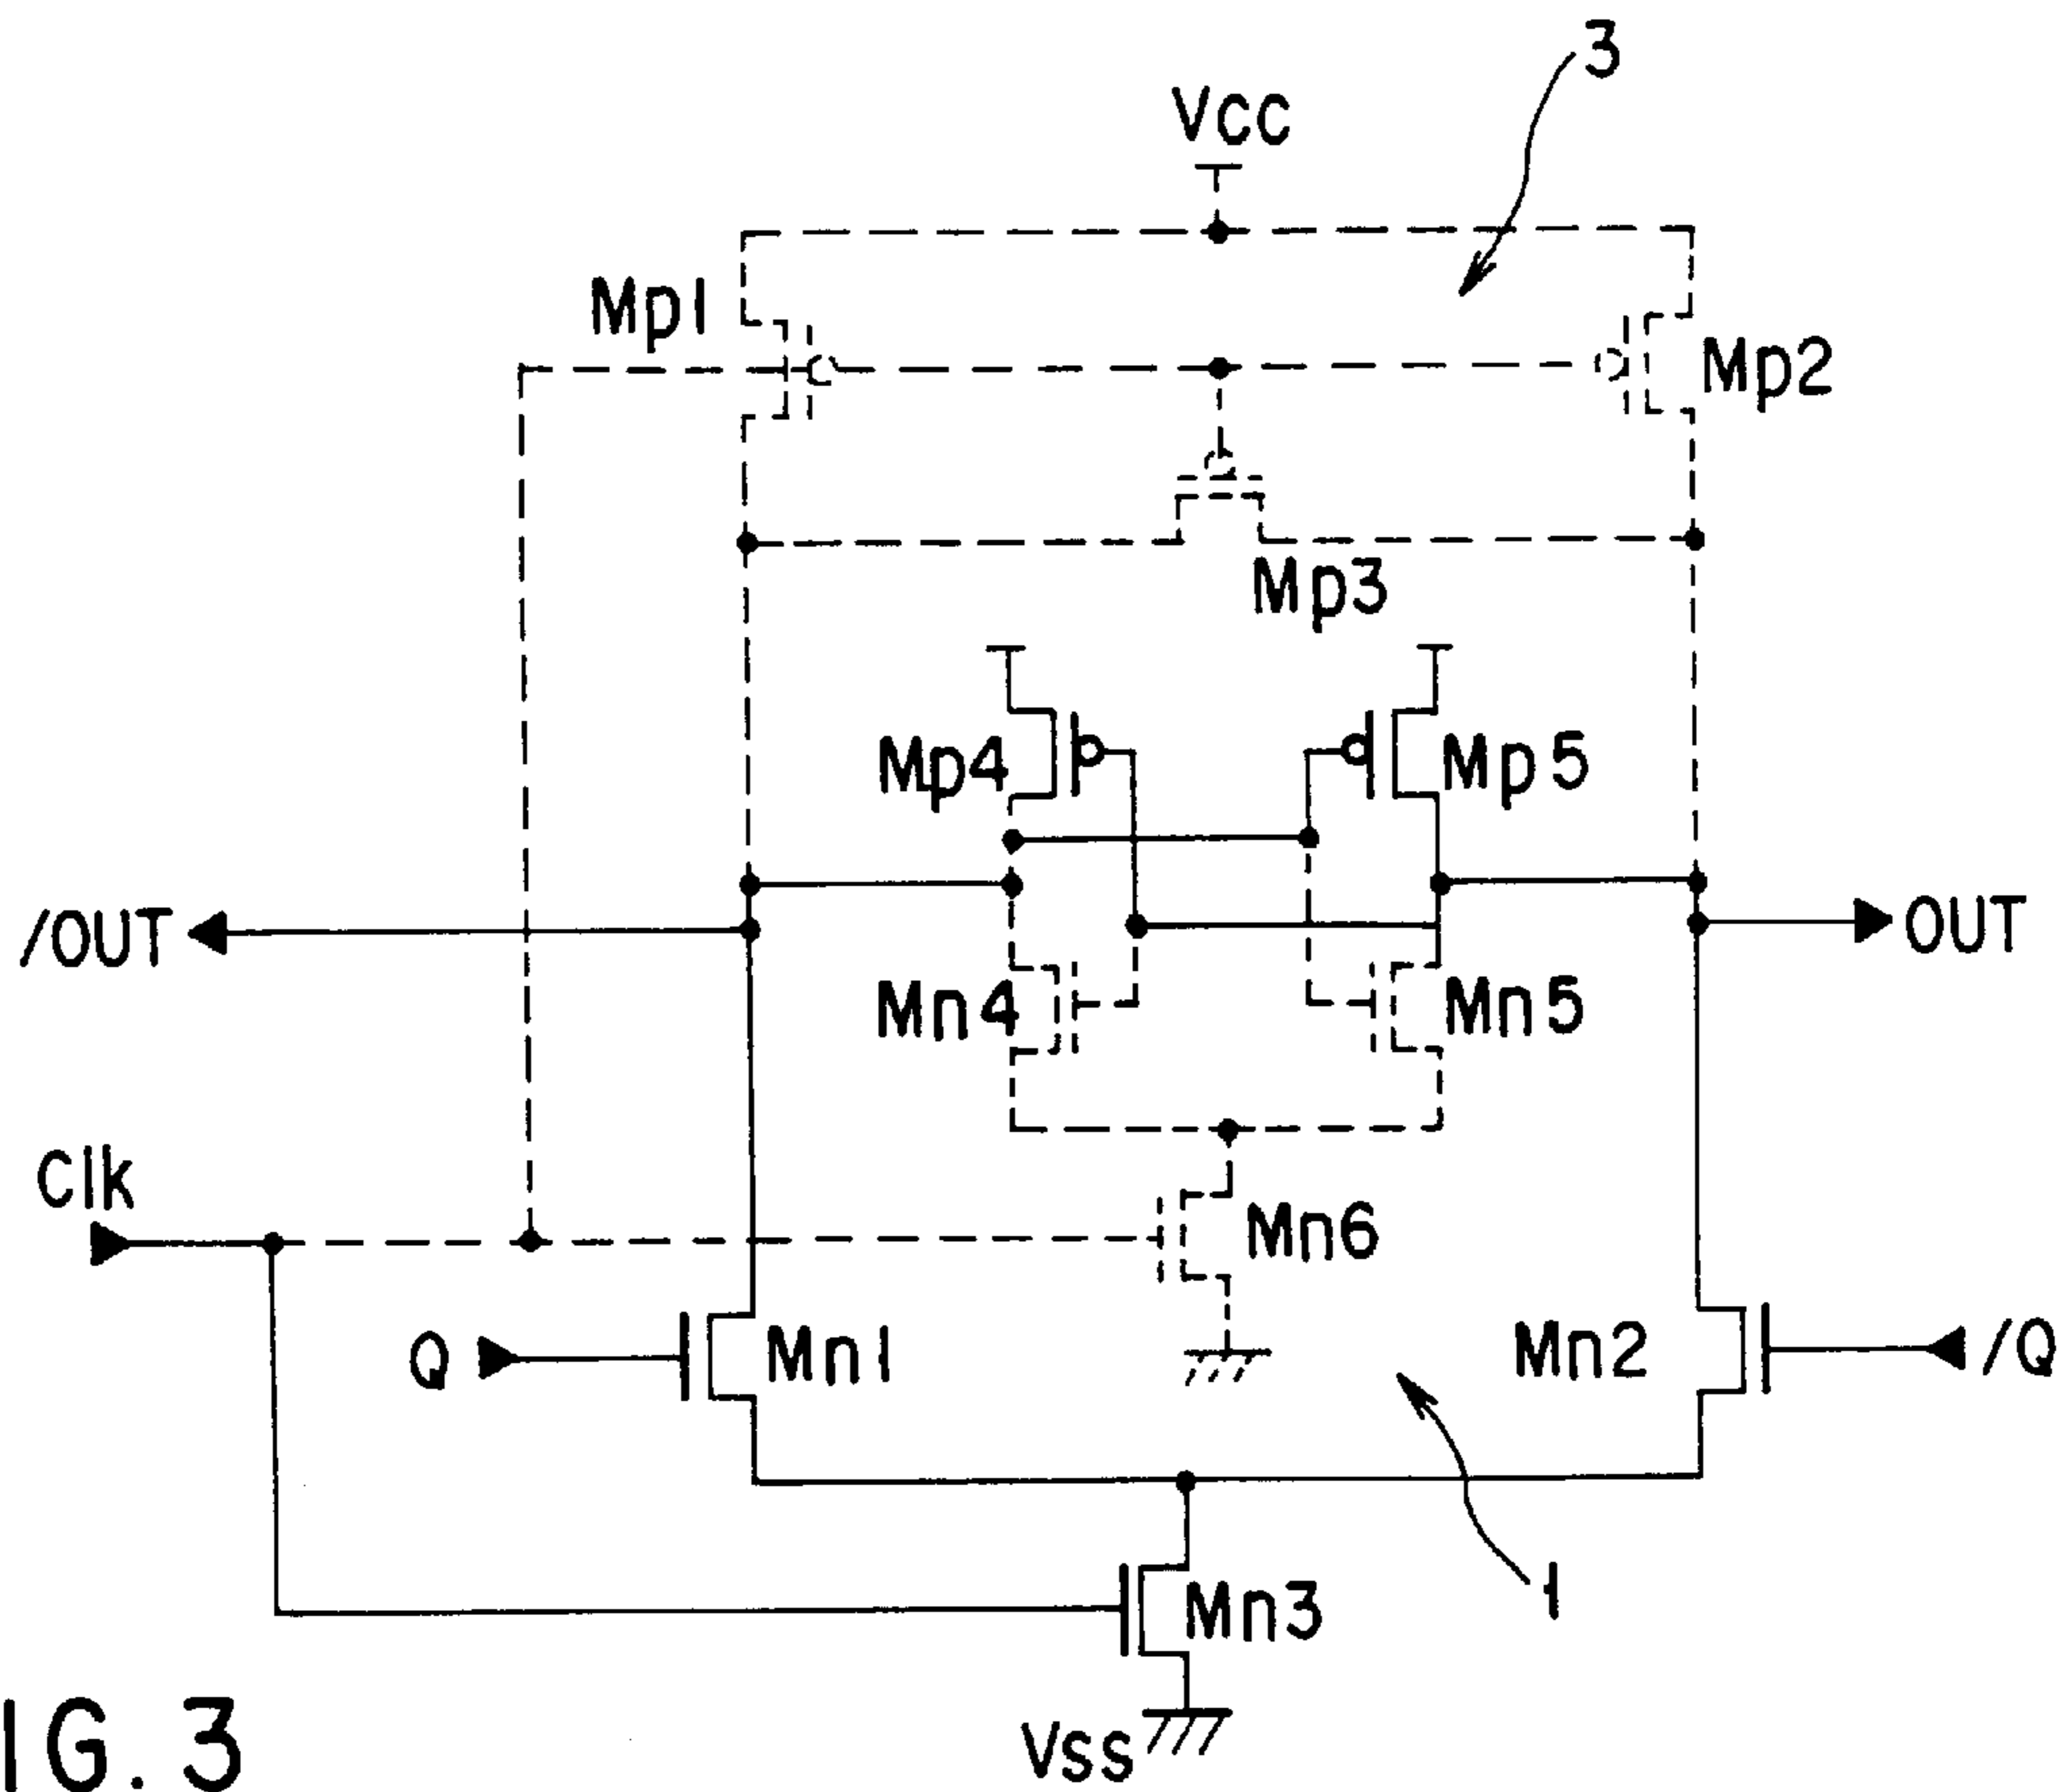 3
Vcc
Mp1
Mp2
Mp3
Mp4
Mp5
/OUT
OUT
Mn4
Mn5
Clk
Mn6
Q
Mn1
Mn2
/Q
1
Mn3
Vss
IG. 3